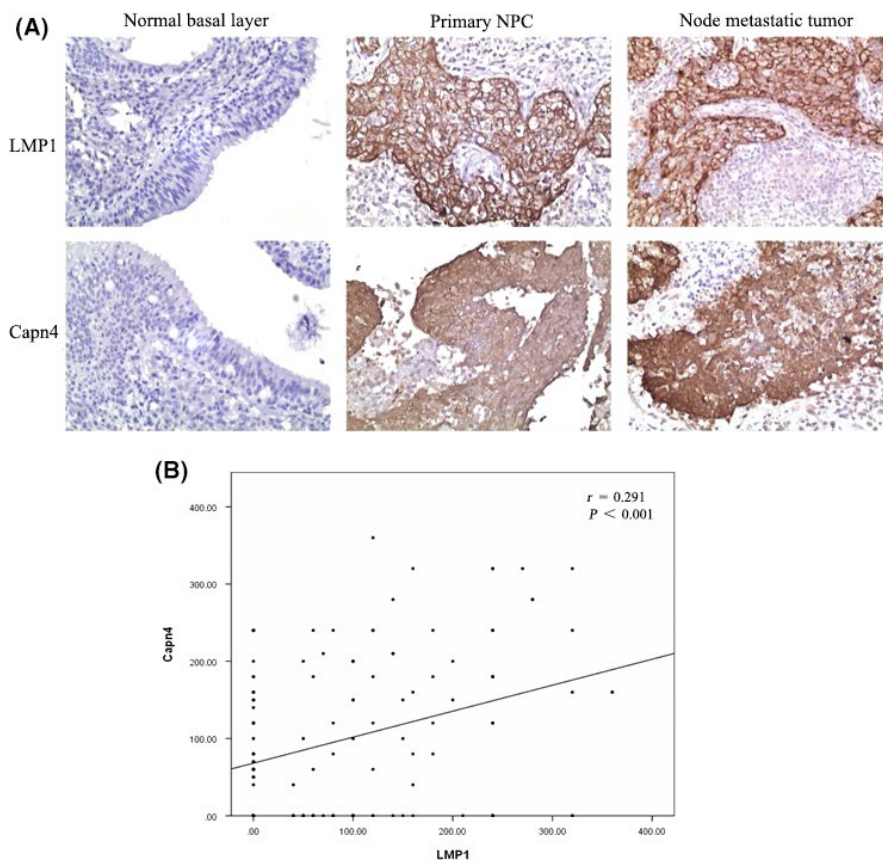 (A)
Normal basal layer
Primary NPC
Node metastatic tumor
LMP1
Capn4
(B)
r = 0.291
P < 0.001
400.00
300.00
200.00
100.00
.00
Capn4
.00 100.00 200.00 300.00 400.00
LMP1